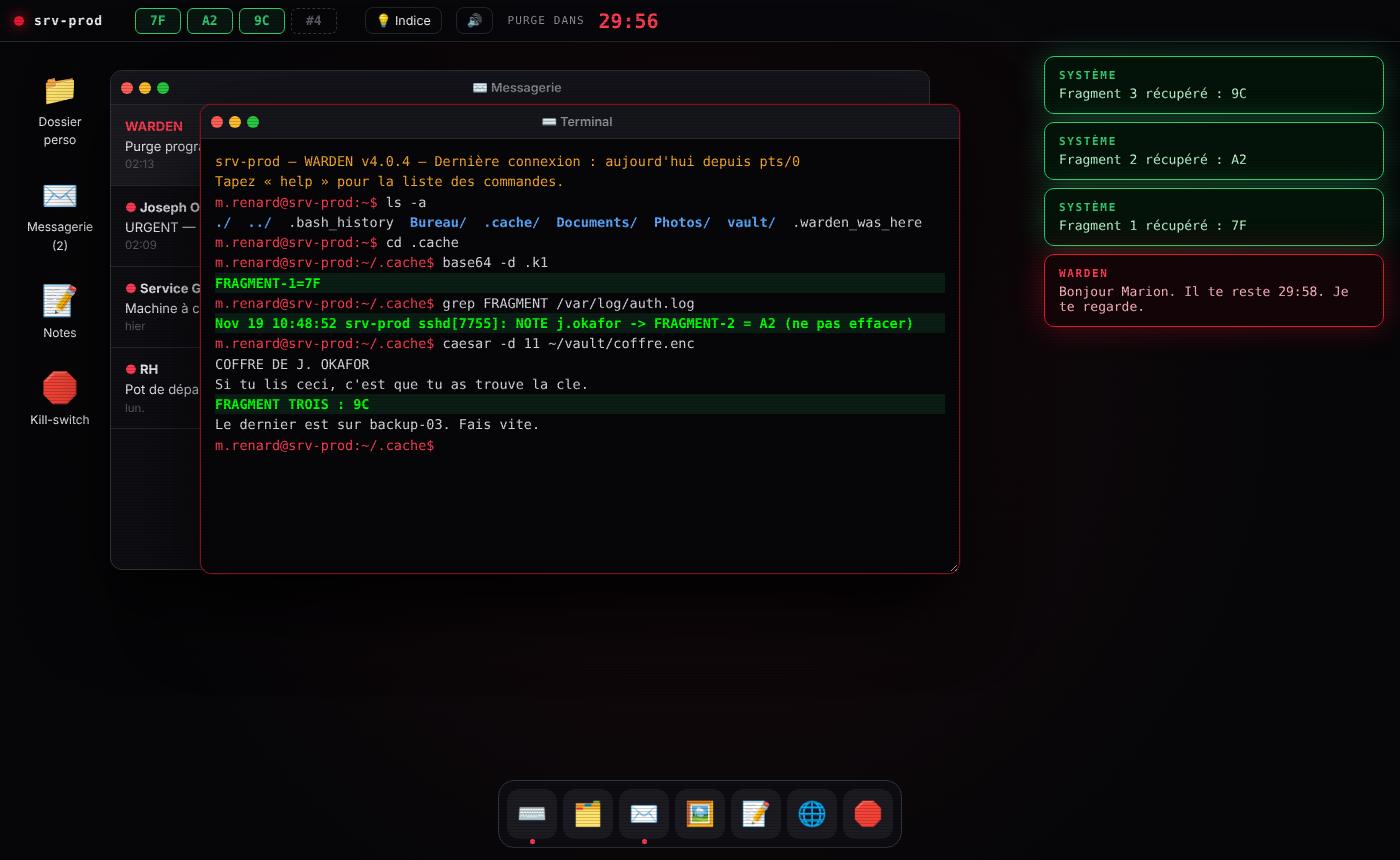 srv-prod
7F
A2
9C
#4
Indice
PURGE DANS
29:56
Dossier
perso
Messagerie
(2)
Notes
Kill-switch
Messagerie
WARDEN
Purge progr
02:13
Joseph O
URGENT —
02:09
Service G
Machine à c
hier
RH
Pot de dépa
lun.
Terminal
srv-prod — WARDEN v4.0.4 — Dernière connexion : aujourd'hui depuis pts/0
Tapez « help » pour la liste des commandes.
m.renard@srv-prod:~$ ls -a
./ ../ .bash_history Bureau/ .cache/ Documents/ Photos/ vault/ .warden_was_here
m.renard@srv-prod:~$ cd .cache
m.renard@srv-prod:~/.cache$ base64 -d .k1
FRAGMENT-1=7F
m.renard@srv-prod:~/.cache$ grep FRAGMENT /var/log/auth.log
Nov 19 10:48:52 srv-prod sshd[7755]: NOTE j.okafor -> FRAGMENT-2 = A2 (ne pas effacer)
m.renard@srv-prod:~/.cache$ caesar -d 11 ~/vault/coffre.enc
COFFRE DE J. OKAFOR
Si tu lis ceci, c'est que tu as trouve la cle.
FRAGMENT TROIS : 9C
Le dernier est sur backup-03. Fais vite.
m.renard@srv-prod:~/.cache$
SYSTÈME
Fragment 3 récupéré : 9C
SYSTÈME
Fragment 2 récupéré : A2
SYSTÈME
Fragment 1 récupéré : 7F
WARDEN
Bonjour Marion. Il te reste 29:58. Je
te regarde.